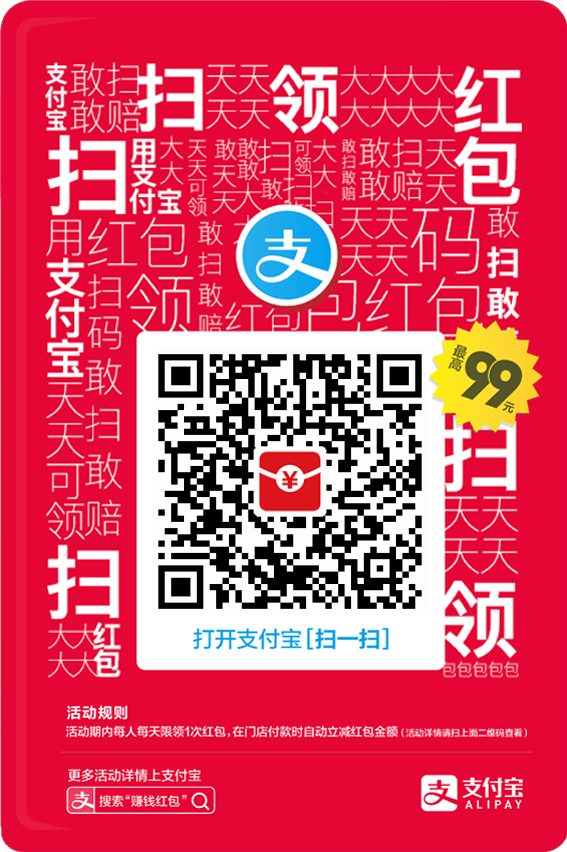 支付宝
敢敢
扫赔
扫
天天
天天
领
大大大大
大大大大
红包
扫
用支付宝
大大
天天可领
敢敢
扫
可领
大大
敢扫敢赔
敢扫天
敢赔天
用红包
敢扫敢赔
支
天天
天天
码
敢
扫敢
支付宝
扫码
领
红包
红包
最高
99
元
天天可领
敢扫敢赔
扫
天天
天天
扫
领
大大
大大
红包
包包包包包
¥
打开支付宝[扫一扫]
活动规则
活动期内每人每天限领1次红包,在门店付款时自动立减红包金额(活动详情请扫上面二维码查看)
更多活动详情上支付宝
支 搜索“赚钱红包”
支 支付宝
ALIPAY